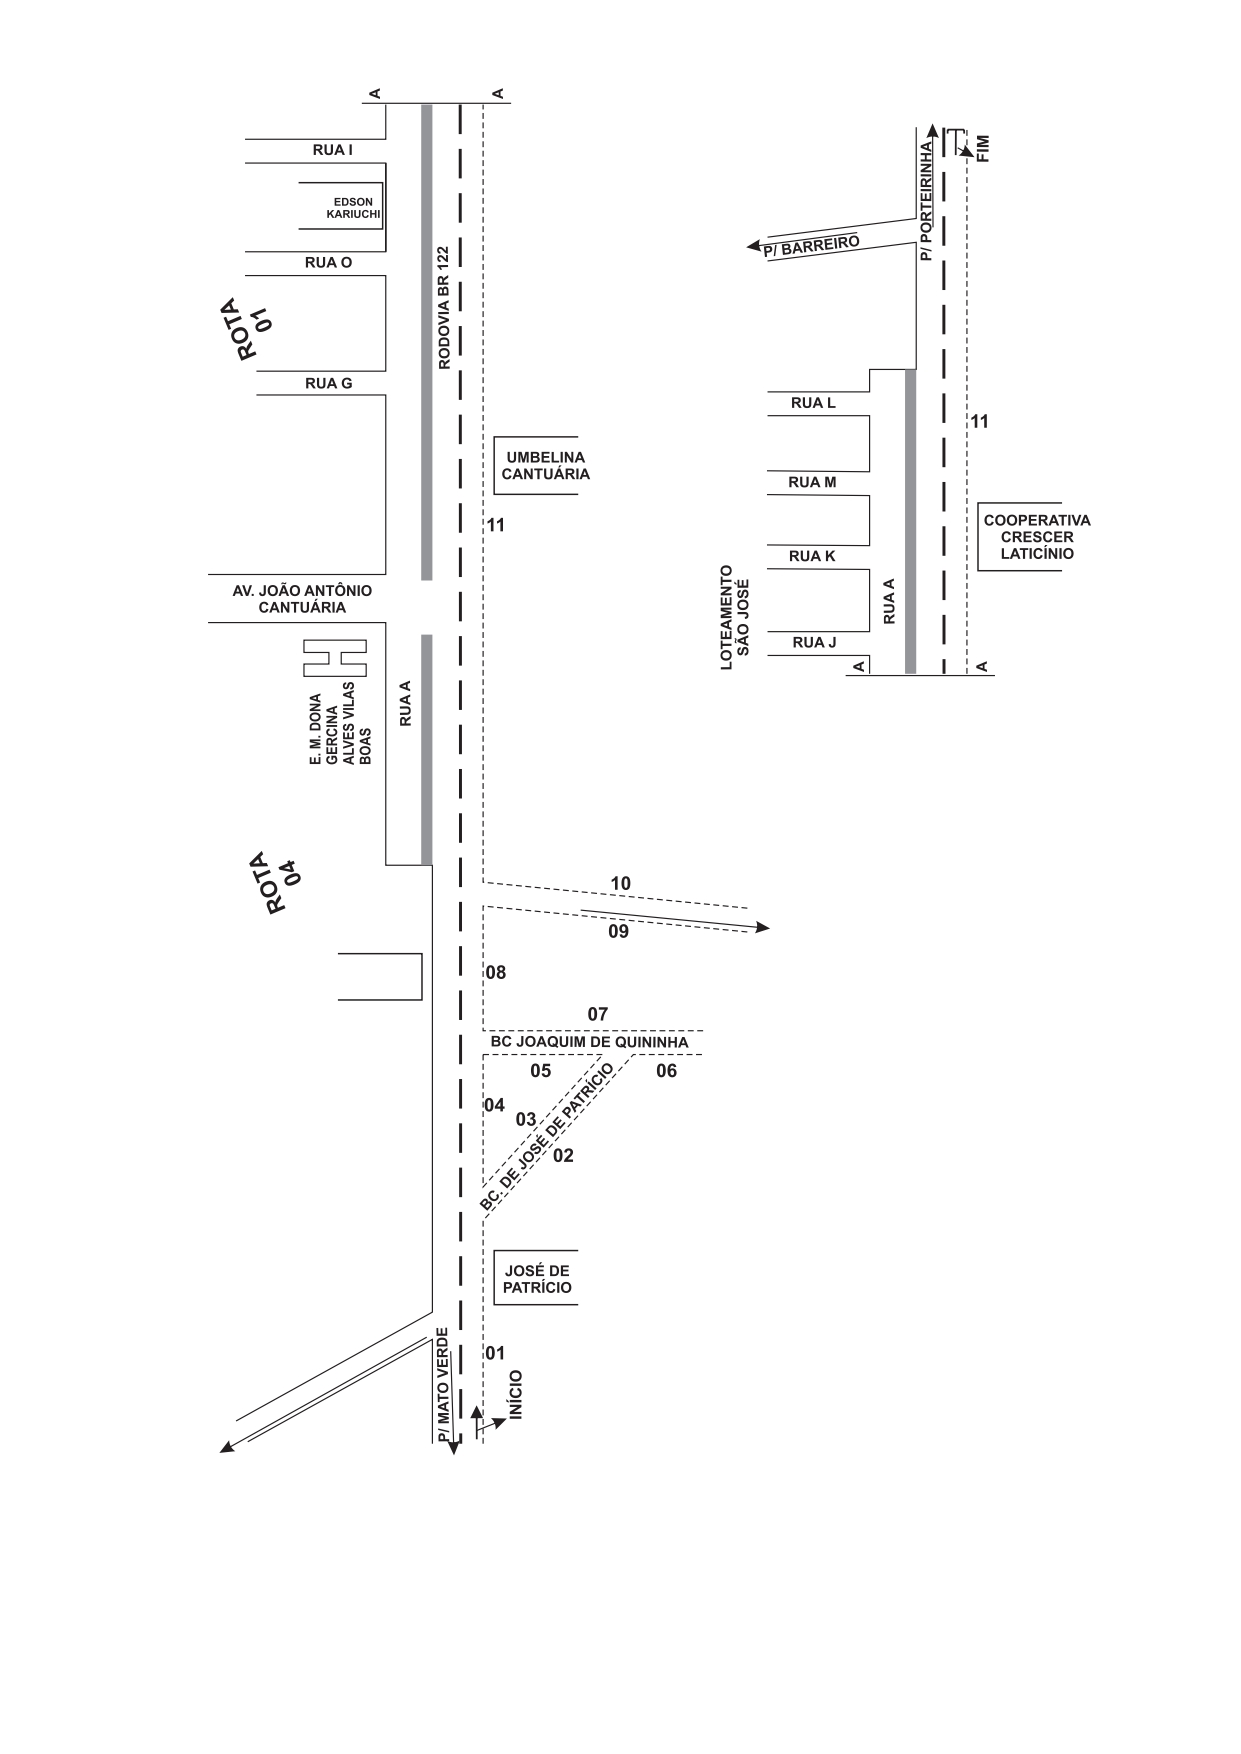 A
A
RUA I
EDSON
KARIUCHI
RUA O
ROTA
01
RODOVIA BR 122
RUA G
UMBELINA
CANTUÁRIA
11
AV. JOÃO ANTÔNIO
CANTUÁRIA
E. M. DONA
GERCINA
ALVES VILAS
BOAS
RUA A
ROTA
04
10
09
08
07
BC JOAQUIM DE QUININHA
05
06
04
03
BC. DE JOSÉ DE PATRÍCIO
02
JOSÉ DE
PATRÍCIO
P/ MATO VERDE
01
INÍCIO
P/ PORTEIRINHA
FIM
P/ BARREIRO
RUA L
11
RUA M
COOPERATIVA
CRESCER
LATICÍNIO
RUA K
LOTEAMENTO
SÃO JOSÉ
RUA A
RUA J
A
A